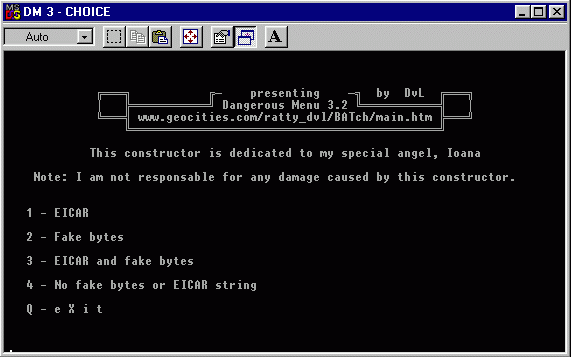 DM 3 - CHOICE
Auto
presenting by DvL
Dangerous Menu 3.2
www.geocities.com/ratty_dvl/BATch/main.htm
This constructor is dedicated to my special angel, Ioana
Note: I am not responsable for any damage caused by this constructor.
1 - EICAR
2 - Fake bytes
3 - EICAR and fake bytes
4 - No fake bytes or EICAR string
Q - e X i t